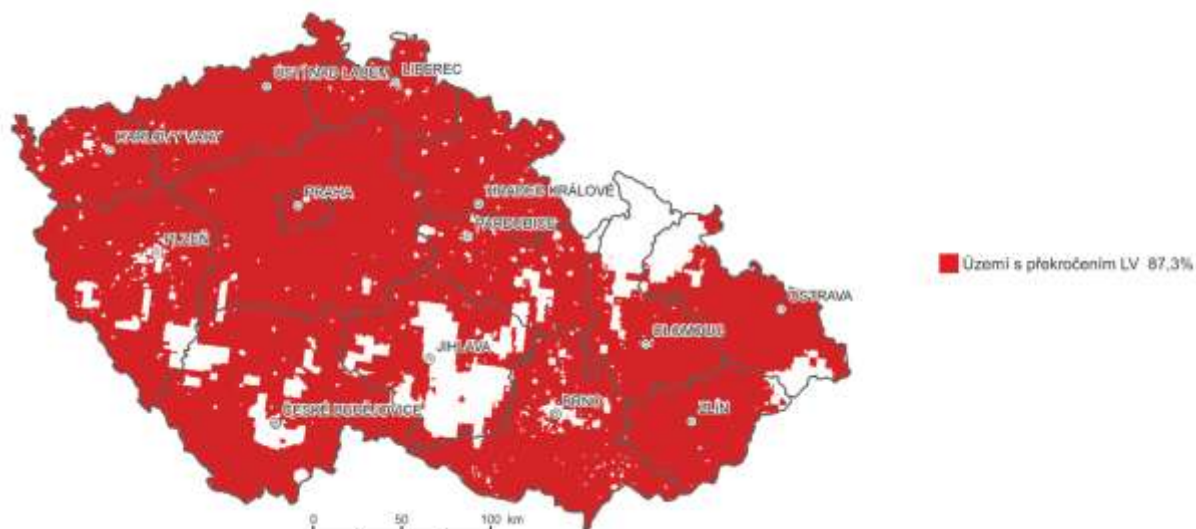 ÚSTÍ NAD LABEM
LIBEREC
KARLOVY VARY
PRAHA
HRADEC KRÁLOVÉ
PARDUBICE
PLZEŇ
Území s překročením LV 87,3%
OSTRAVA
OLOMOUC
JIHLAVA
BRNO
ZLÍN
ČESKÉ BUDĚJOVICE
0 50 100 km